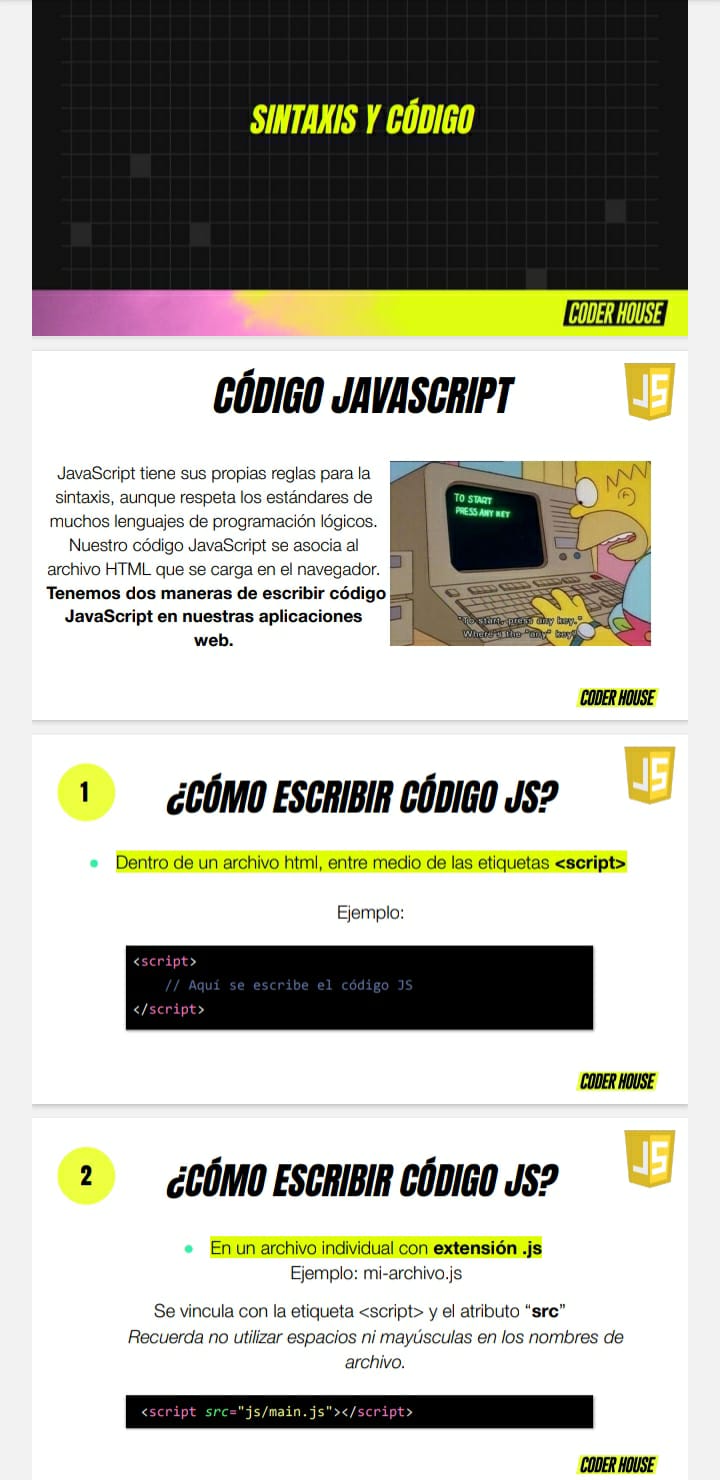 SINTAXIS Y CÓDIGO
CODER HOUSE
CÓDIGO JAVASCRIPT
JS
JavaScript tiene sus propias reglas para la
sintaxis, aunque respeta los estándares de
muchos lenguajes de programación lógicos.
Nuestro código JavaScript se asocia al
archivo HTML que se carga en el navegador.
Tenemos dos maneras de escribir código
JavaScript en nuestras aplicaciones
web.
TO START
PRESS ANY KEY
"To start, press any key."
Where's the "any" key?
CODER HOUSE
1
¿CÓMO ESCRIBIR CÓDIGO JS?
JS
Dentro de un archivo html, entre medio de las etiquetas <script>
Ejemplo:
<script>
// Aquí se escribe el código JS
</script>
CODER HOUSE
2
¿CÓMO ESCRIBIR CÓDIGO JS?
JS
En un archivo individual con extensión .js
Ejemplo: mi-archivo.js
Se vincula con la etiqueta <script> y el atributo “src”
Recuerda no utilizar espacios ni mayúsculas en los nombres de
archivo.
<script src="js/main.js"></script>
CODER HOUSE